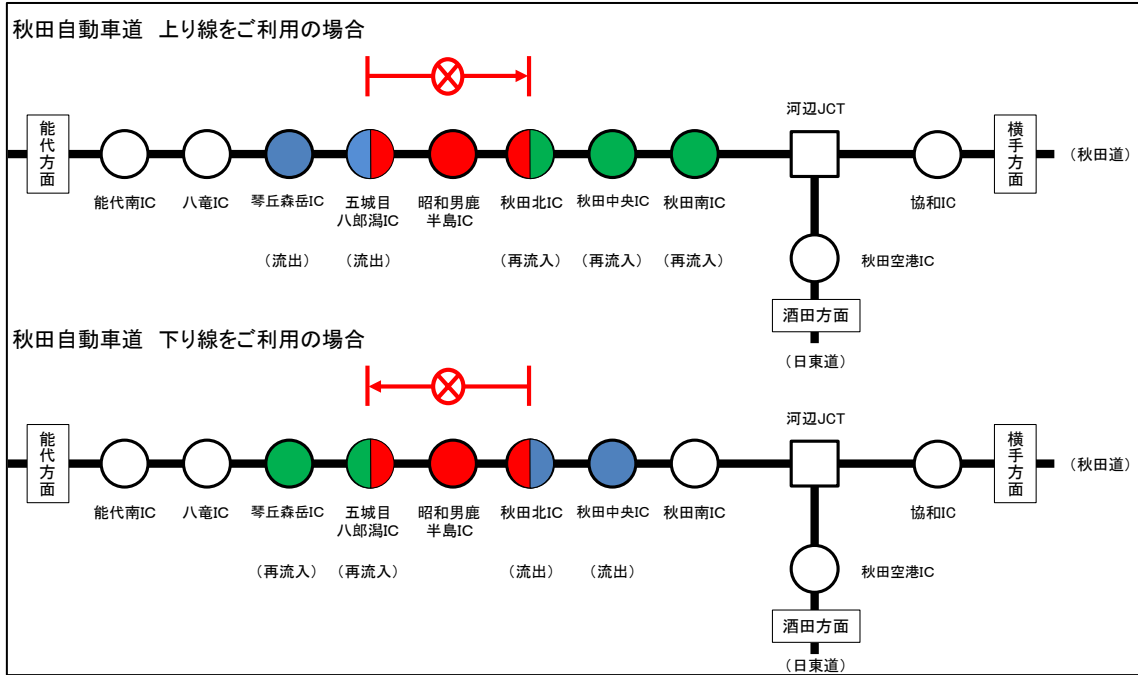 秋田自動車道 上り線をご利用の場合
河辺JCT
能代方面
横手方面
（秋田道）
能代南IC
八竜IC
琴丘森岳IC
五城目
八郎潟IC
昭和男鹿
半島IC
秋田北IC
秋田中央IC
秋田南IC
協和IC
（流出）
（流出）
（再流入）
（再流入）
（再流入）
秋田空港IC
酒田方面
（日東道）
秋田自動車道 下り線をご利用の場合
河辺JCT
能代方面
横手方面
（秋田道）
能代南IC
八竜IC
琴丘森岳IC
五城目
八郎潟IC
昭和男鹿
半島IC
秋田北IC
秋田中央IC
秋田南IC
協和IC
（再流入）
（再流入）
（流出）
（流出）
秋田空港IC
酒田方面
（日東道）